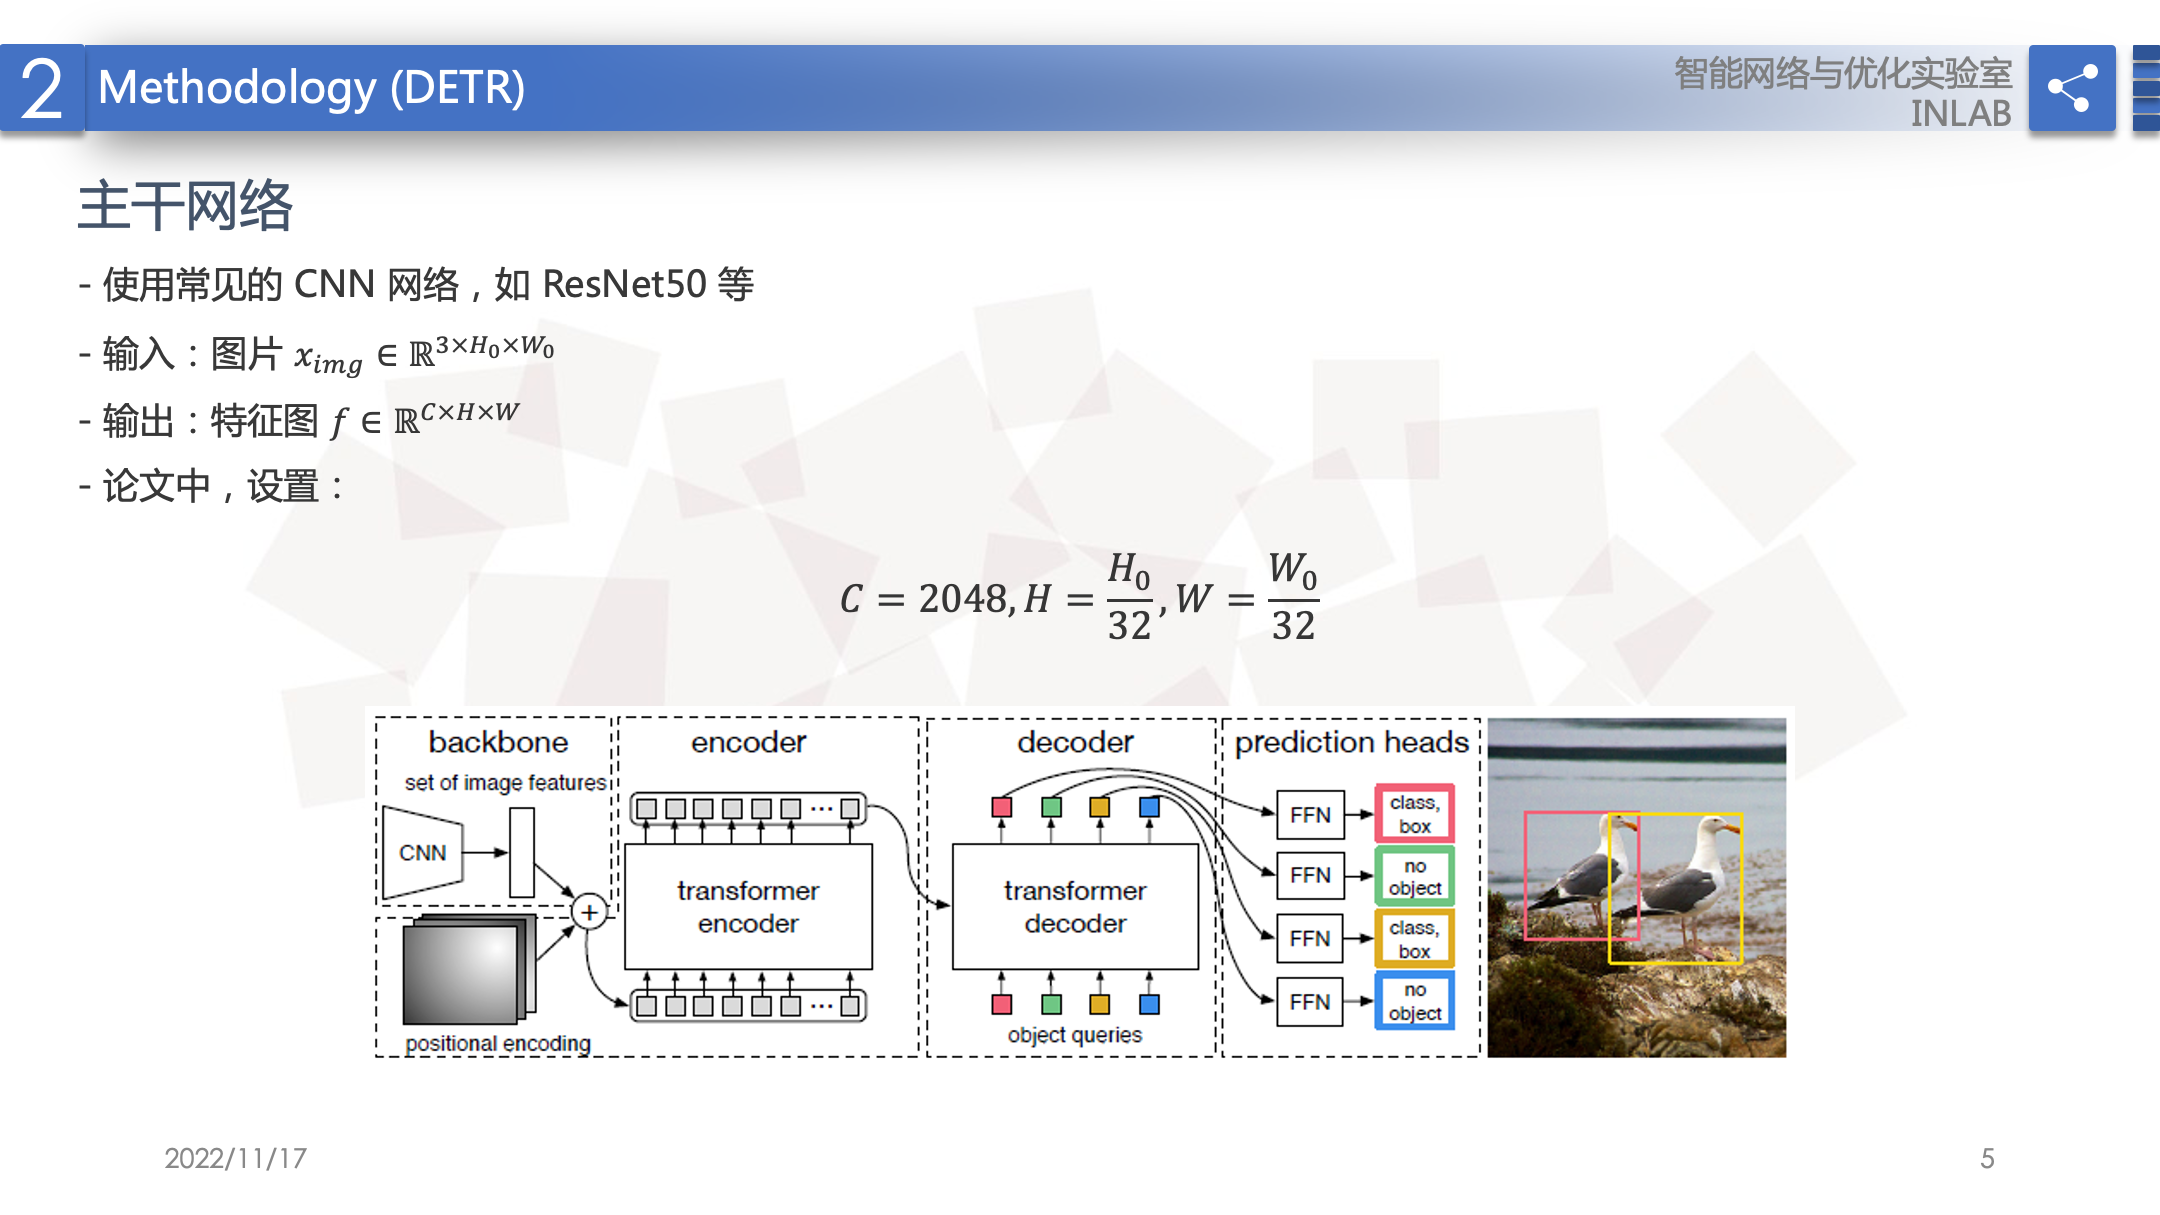 2
Methodology (DETR)
智能网络与优化实验室
INLAB
主干网络
- 使用常见的 CNN 网络，如 ResNet50 等
- 输入：图片 $x_{img} \in \mathbb{R}^{3 \times H_0 \times W_0}$
- 输出：特征图 $f \in \mathbb{R}^{C \times H \times W}$
- 论文中，设置：
$C = 2048, H = \frac{H_0}{32}, W = \frac{W_0}{32}$
backbone
set of image features
CNN
+
positional encoding
encoder
...
transformer
encoder
...
decoder
transformer
decoder
object queries
prediction heads
FFN
class,
box
FFN
no
object
FFN
class,
box
FFN
no
object
2022/11/17
5